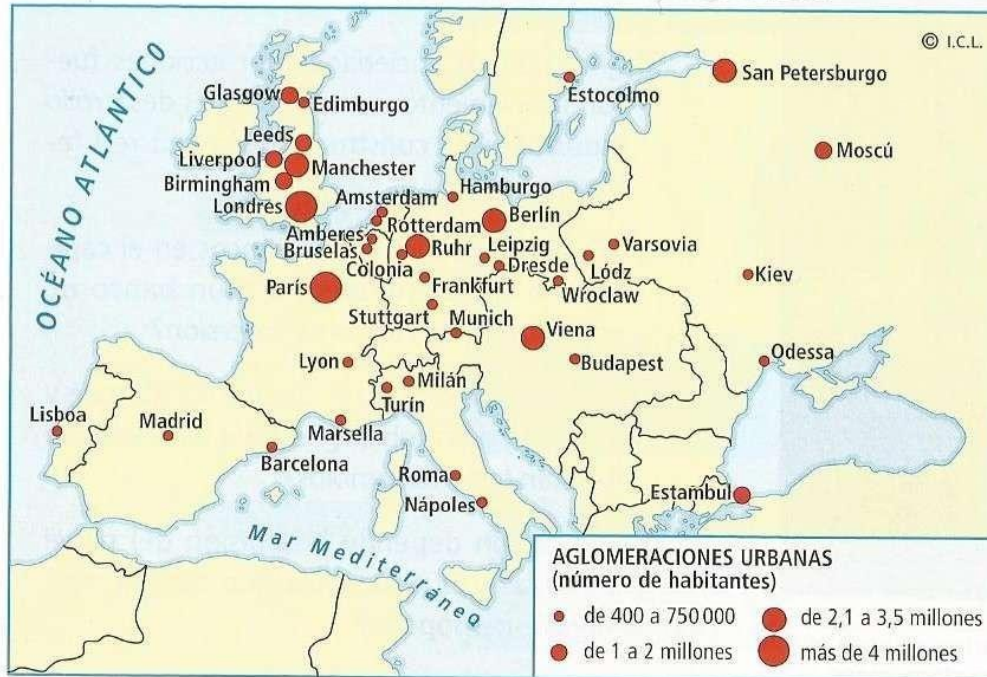 © I.C.L.
OCÉANO ATLÁNTICO
San Petersburgo
Estocolmo
Glasgow
Edimburgo
Leeds
Moscú
Liverpool
Manchester
Birmingham
Hamburgo
Amsterdam
Londres
Berlín
Rotterdam
Amberes
Ruhr
Leipzig
Varsovia
Bruselas
Colonia
Dresde
Lódz
Kiev
París
Frankfurt
Wroclaw
Stuttgart
Munich
Viena
Odessa
Lyon
Budapest
Milán
Turín
Lisboa
Madrid
Marsella
Barcelona
Roma
Estambul
Nápoles
Mar Mediterráneo
AGLOMERACIONES URBANAS
(número de habitantes)
de 400 a 750 000
de 2,1 a 3,5 millones
de 1 a 2 millones
más de 4 millones